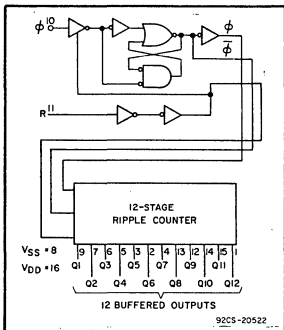 ϕ 10
ϕ
ϕ̅
R 11
12-STAGE
RIPPLE COUNTER
VSS = 8
9 7 6 5 3 2 4 13 12 14 15 1
VDD = 16
Q1 Q3 Q5 Q7 Q9 Q11
Q2 Q4 Q6 Q8 Q10 Q12
12 BUFFERED OUTPUTS
92CS-20522